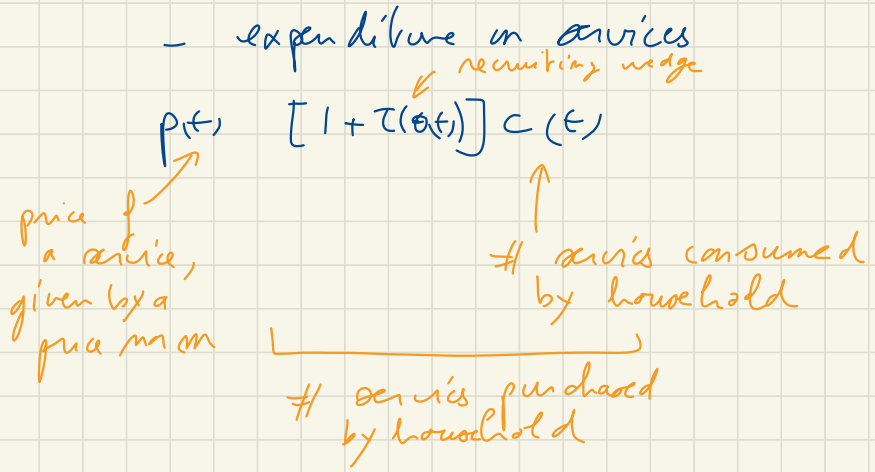 - expenditure on services
recruiting wedge
p(t) [1 + τ(θ(t))] c(t)
price of
a service,
given by a
price norm
# services consumed
by household
# services purchased
by household